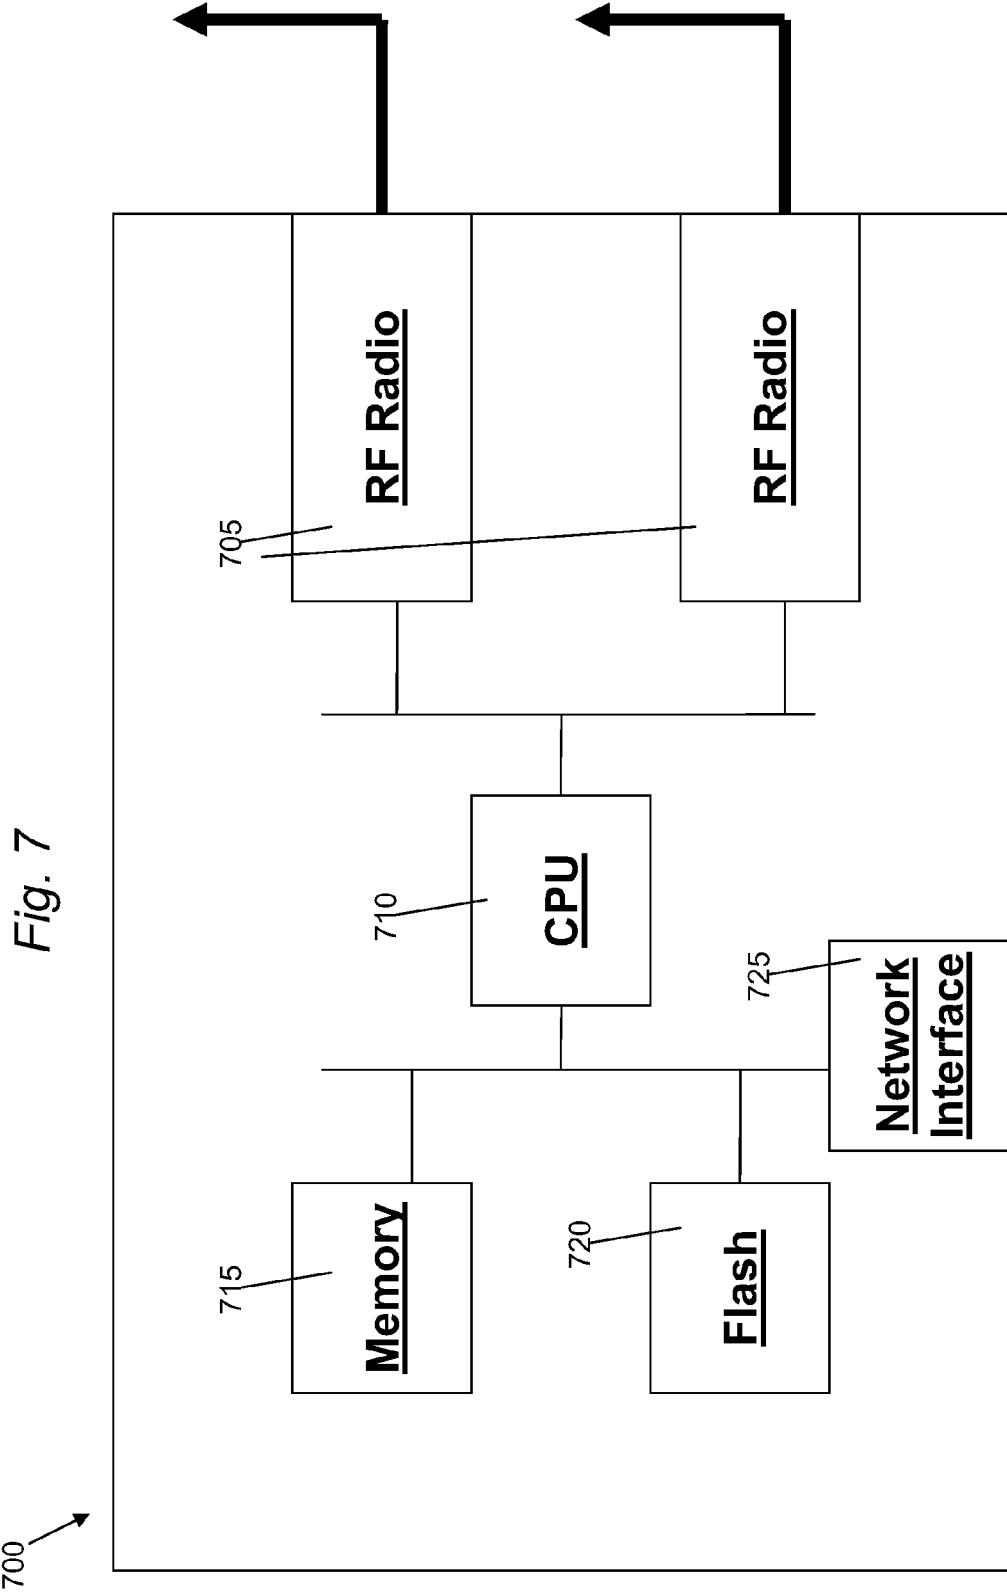 Fig. 7
700
715
Memory
720
Flash
710
CPU
725
Network
Interface
705
RF Radio
RF Radio